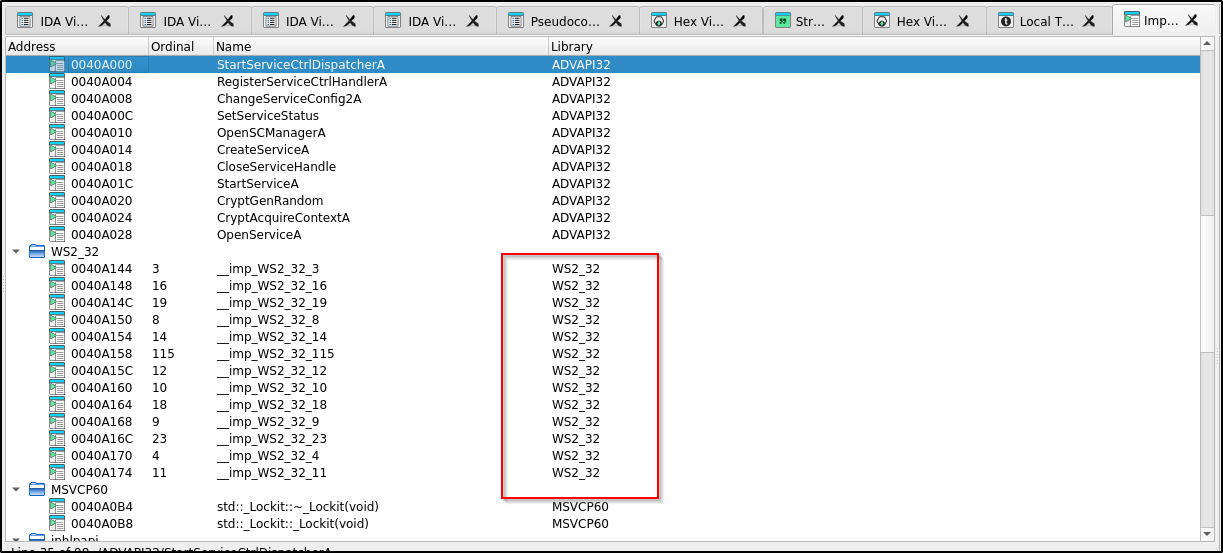 IDA Vi... IDA Vi... IDA Vi... IDA Vi... Pseudoco... Hex Vi... Str... Hex Vi... Local T... Imp...
Address Ordinal Name Library
0040A000 StartServiceCtrlDispatcherA ADVAPI32
0040A004 RegisterServiceCtrlHandlerA ADVAPI32
0040A008 ChangeServiceConfig2A ADVAPI32
0040A00C SetServiceStatus ADVAPI32
0040A010 OpenSCManagerA ADVAPI32
0040A014 CreateServiceA ADVAPI32
0040A018 CloseServiceHandle ADVAPI32
0040A01C StartServiceA ADVAPI32
0040A020 CryptGenRandom ADVAPI32
0040A024 CryptAcquireContextA ADVAPI32
0040A028 OpenServiceA ADVAPI32
WS2_32
0040A144 3 __imp_WS2_32_3 WS2_32
0040A148 16 __imp_WS2_32_16 WS2_32
0040A14C 19 __imp_WS2_32_19 WS2_32
0040A150 8 __imp_WS2_32_8 WS2_32
0040A154 14 __imp_WS2_32_14 WS2_32
0040A158 115 __imp_WS2_32_115 WS2_32
0040A15C 12 __imp_WS2_32_12 WS2_32
0040A160 10 __imp_WS2_32_10 WS2_32
0040A164 18 __imp_WS2_32_18 WS2_32
0040A168 9 __imp_WS2_32_9 WS2_32
0040A16C 23 __imp_WS2_32_23 WS2_32
0040A170 4 __imp_WS2_32_4 WS2_32
0040A174 11 __imp_WS2_32_11 WS2_32
MSVCP60
0040A0B4 std::_Lockit::~_Lockit(void) MSVCP60
0040A0B8 std::_Lockit::_Lockit(void) MSVCP60
iphlpapi